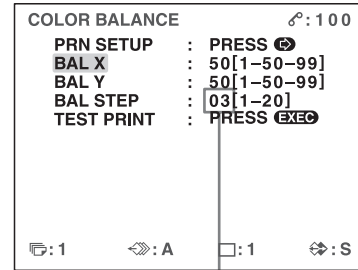 COLOR BALANCE :100
PRN SETUP : PRESS
BAL X : 50[1–50–99]
BAL Y : 50[1–50–99]
BAL STEP : 03[1–20]
TEST PRINT : PRESS EXEC
:1 :A :1 :S